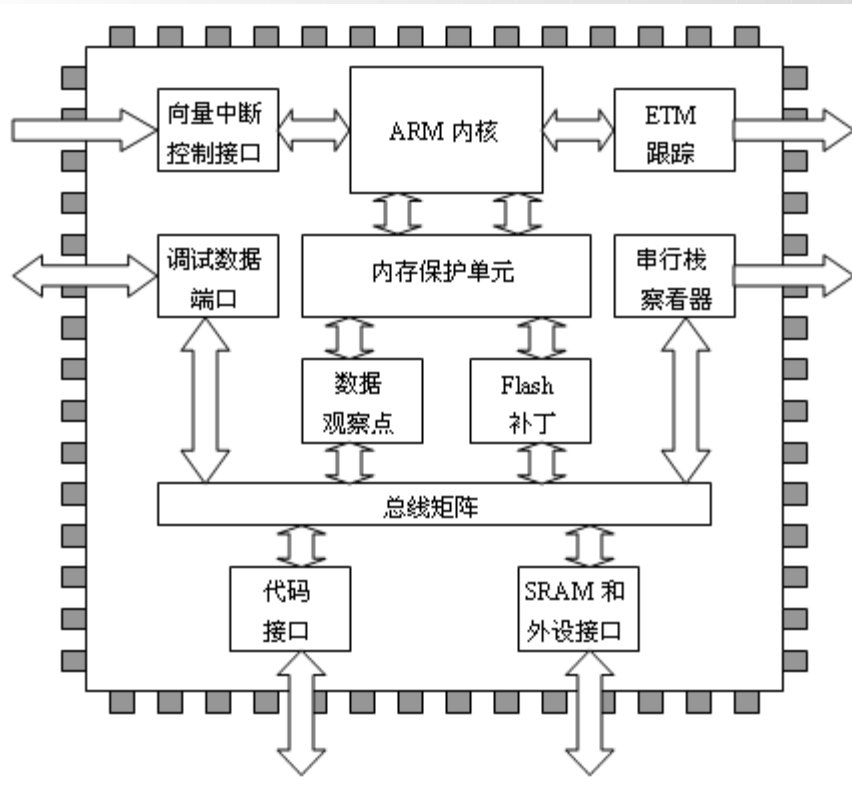 向量中断
控制接口
ARM 内核
ETM
跟踪
调试数据
端口
内存保护单元
串行栈
察看器
数据
观察点
Flash
补丁
总线矩阵
代码
接口
SRAM 和
外设接口